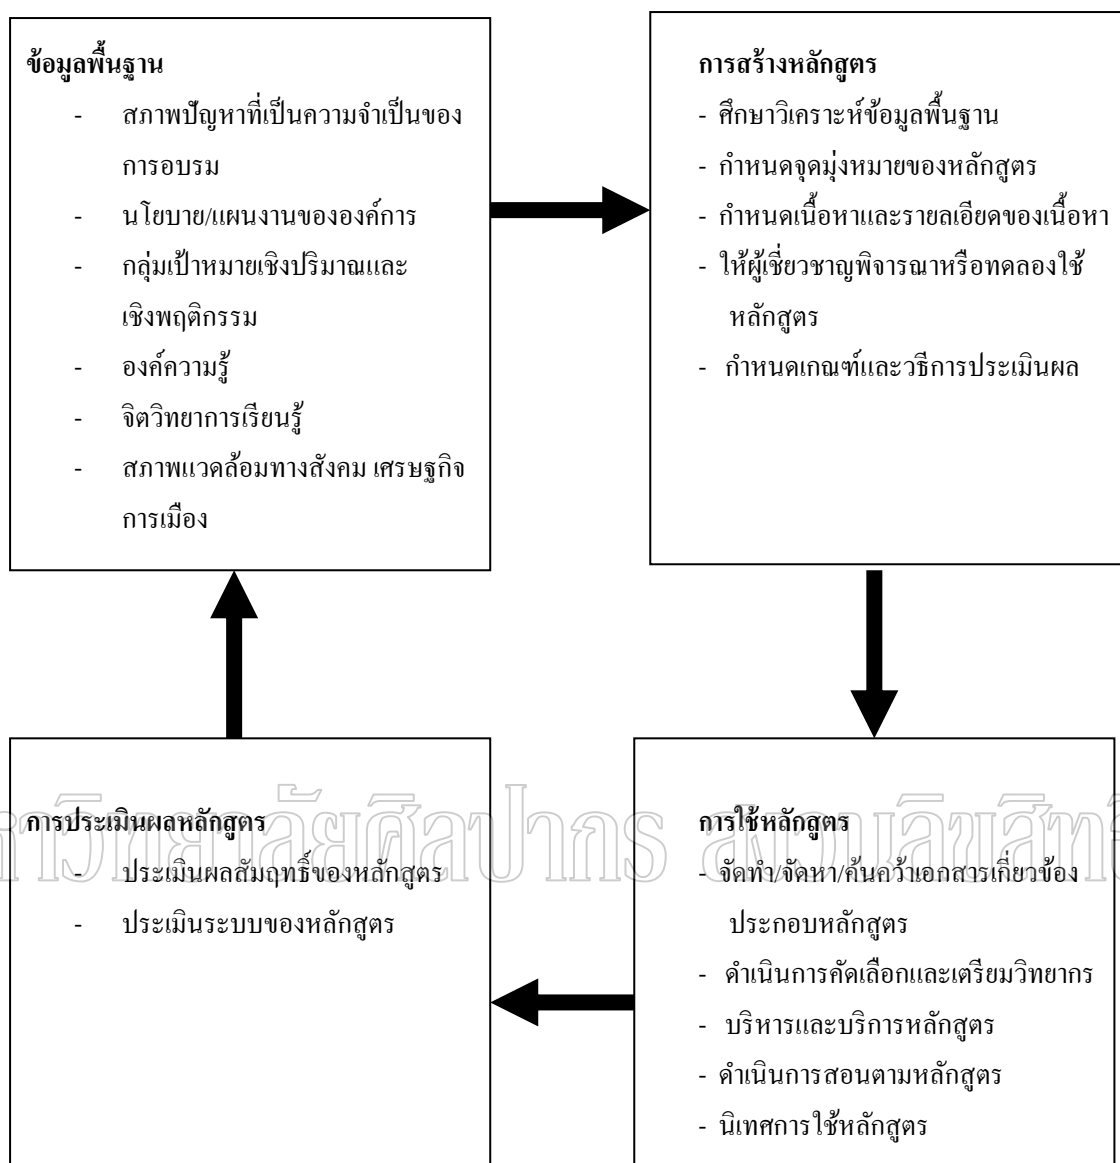 ข้อมูลพื้นฐาน
- สภาพปัญหาที่เป็นความจำเป็นของ
การอบรม
- นโยบาย/แผนงานขององค์การ
- กลุ่มเป้าหมายเชิงปริมาณและ
เชิงพฤติกรรม
- องค์ความรู้
- จิตวิทยาการเรียนรู้
- สภาพแวดล้อมทางสังคม เศรษฐกิจ
การเมือง
การสร้างหลักสูตร
- ศึกษาวิเคราะห์ข้อมูลพื้นฐาน
- กำหนดจุดมุ่งหมายของหลักสูตร
- กำหนดเนื้อหาและรายลเอียดของเนื้อหา
- ให้ผู้เชี่ยวชาญพิจารณาหรือทดลองใช้
หลักสูตร
- กำหนดเกณฑ์และวธีการประเมินผล
การใช้หลักสูตร
- จัดทำ/จัดหา/ค้นคว้าเอกสารเกี่ยวข้อง
ประกอบหลักสูตร
- ดำเนินการคัดเลือกและเตรียมวิทยากร
- บริหารและบริการหลักสูตร
- ดำเนินการสอนตามหลักสูตร
- นิเทศการใช้หลักสูตร
การประเมินผลหลักสูตร
- ประเมินผลสัมฤทธิ์ของหลักสูตร
- ประเมินระบบของหลักสูตร